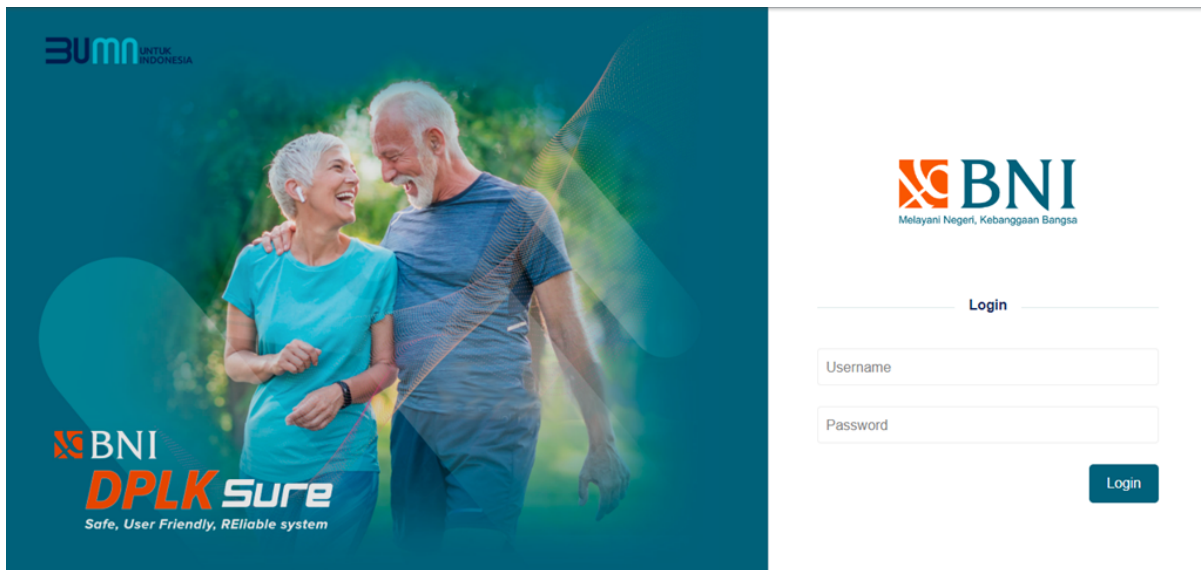 BUMN UNTUK
INDONESIA
BNI
DPLK Sure
Safe, User Friendly, REliable system
BNI
Melayani Negeri, Kebanggaan Bangsa
Login
Username
Password
Login